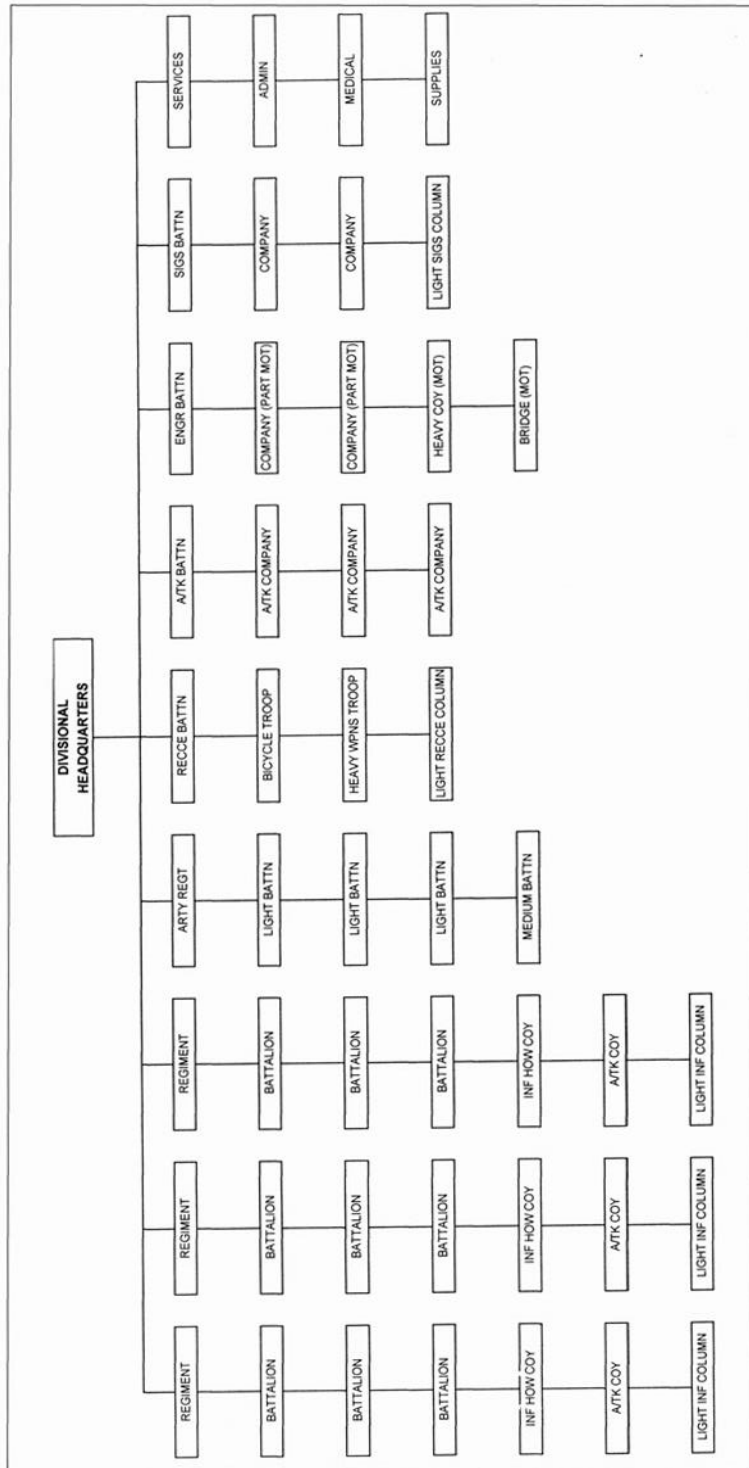 DIVISIONAL
HEADQUARTERS
REGIMENT
BATTALION
BATTALION
BATTALION
INF HOW COY
A/TK COY
LIGHT INF COLUMN
REGIMENT
BATTALION
BATTALION
BATTALION
INF HOW COY
A/TK COY
LIGHT INF COLUMN
REGIMENT
BATTALION
BATTALION
BATTALION
INF HOW COY
A/TK COY
LIGHT INF COLUMN
ARTY REGT
LIGHT BATTN
LIGHT BATTN
LIGHT BATTN
MEDIUM BATTN
RECCE BATTN
BICYCLE TROOP
HEAVY WPNS TROOP
LIGHT RECCE COLUMN
A/TK BATTN
A/TK COMPANY
A/TK COMPANY
A/TK COMPANY
ENGR BATTN
COMPANY (PART MOT)
COMPANY (PART MOT)
HEAVY COY (MOT)
BRIDGE (MOT)
SIGS BATTN
COMPANY
COMPANY
LIGHT SIGS COLUMN
SERVICES
ADMIN
MEDICAL
SUPPLIES